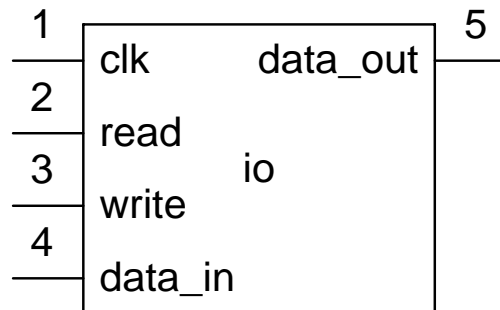 1 5
clk data_out
2
read
3 io
write
4
data_in